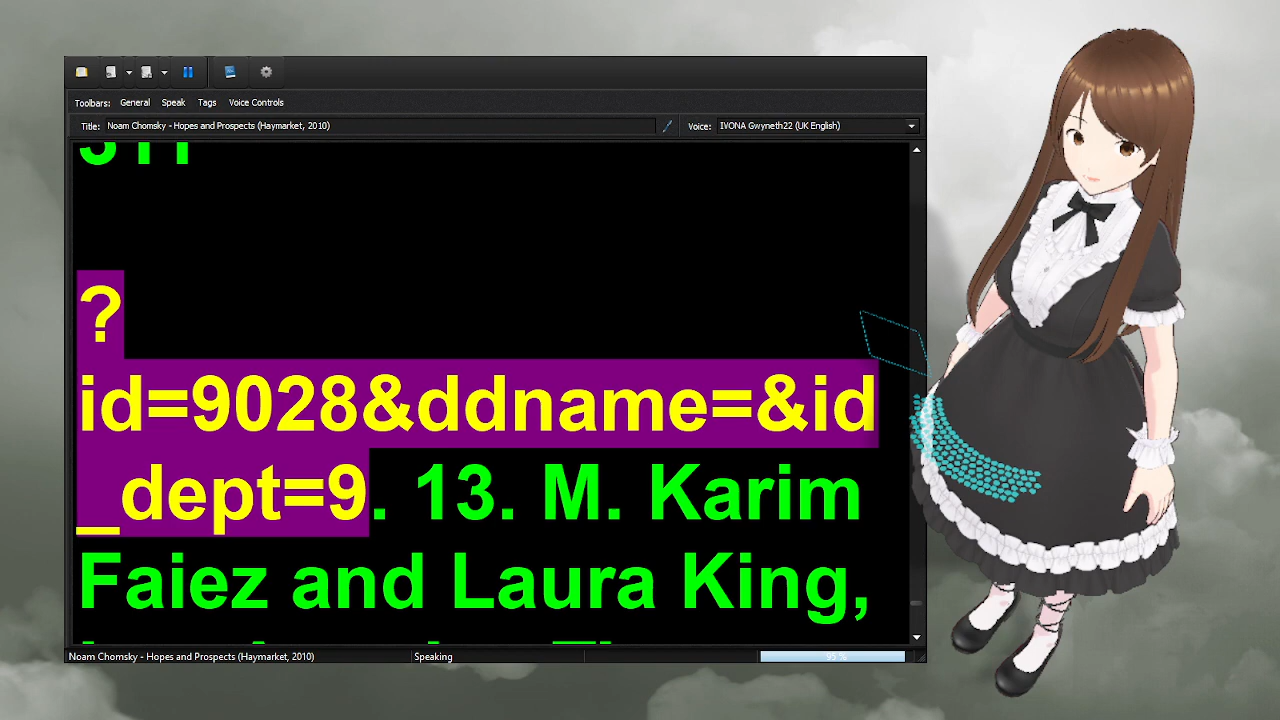 Toolbars: General Speak Tags Voice Controls
Title: Noam Chomsky - Hopes and Prospects (Haymarket, 2010) Voice: IVONA Gwyneth22 (UK English)
?
id=9028&ddname=&id
_dept=9. 13. M. Karim
Faiez and Laura King,
Noam Chomsky - Hopes and Prospects (Haymarket, 2010) Speaking 95 %